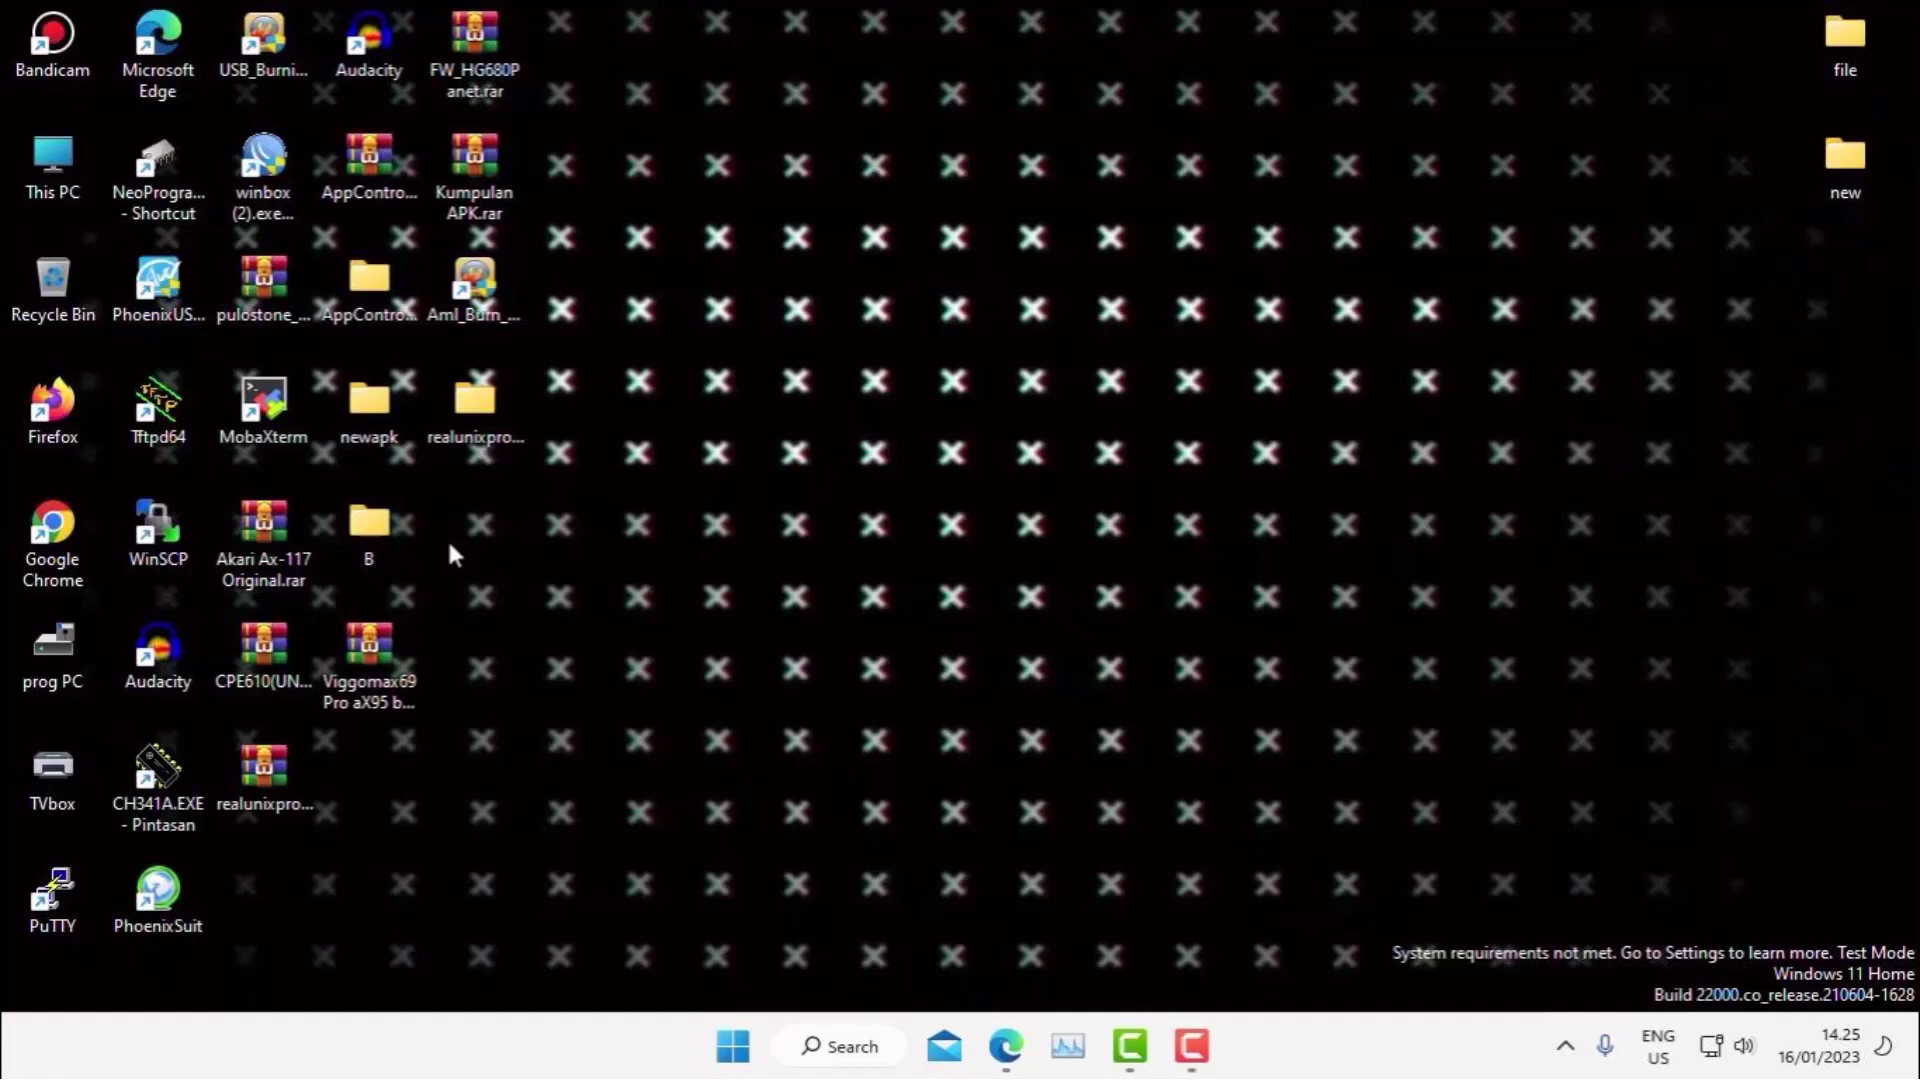 Bandicam
Microsoft
Edge
USB_Burni...
Audacity
FW_HG680P
anet.rar
file
This PC
NeoProgra...
- Shortcut
winbox
(2).exe...
AppContro...
Kumpulan
APK.rar
new
Recycle Bin
PhoenixUS...
pulostone_...
AppContro...
Aml_Burn_...
Firefox
Tftpd64
MobaXterm
newapk
realunixpro...
Google
Chrome
WinSCP
Akari Ax-117
Original.rar
B
prog PC
Audacity
CPE610(UN...
Viggomax69
Pro aX95 b...
TVbox
CH341A.EXE
- Pintasan
realunixpro...
PuTTY
PhoenixSuit
System requirements not met. Go to Settings to learn more. Test Mode
Windows 11 Home
Build 22000.co_release.210604-1628
Search
ENG
US
14.25
16/01/2023